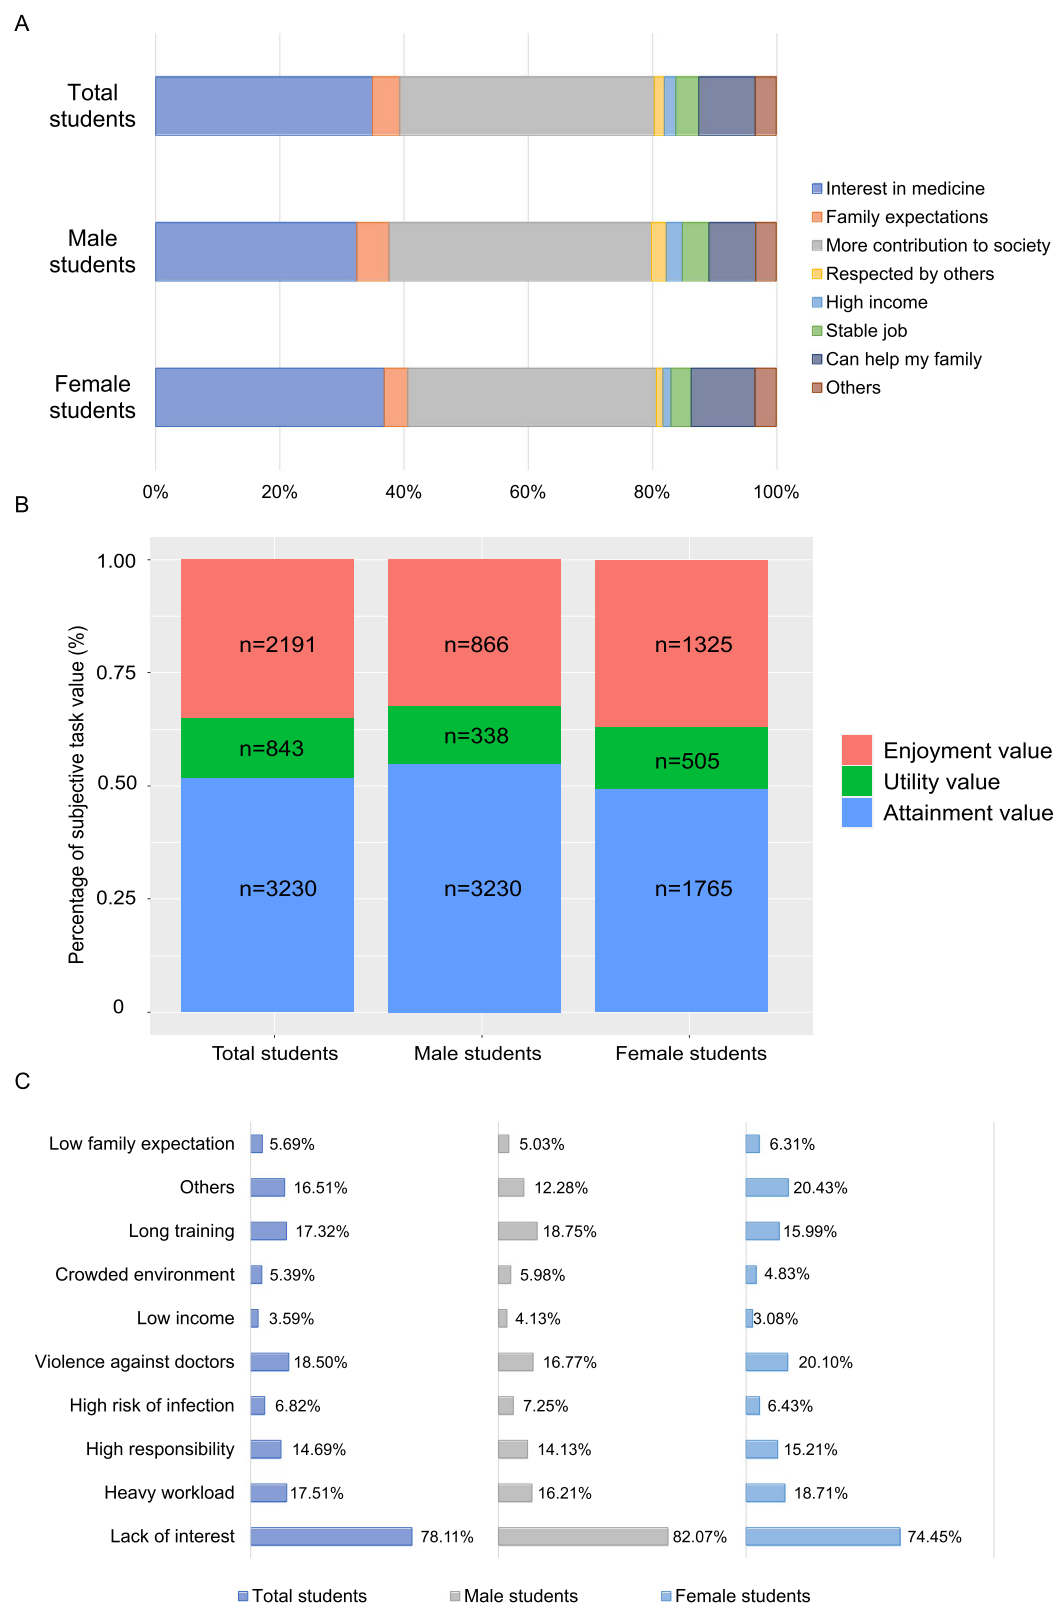 A
Total
students
Male
students
Female
students
0%
20%
40%
60%
80%
100%
Interest in medicine
Family expectations
More contribution to society
Respected by others
High income
Stable job
Can help my family
Others
B
Percentage of subjective task value (%)
1.00
0.75
0.50
0.25
0
n=2191
n=866
n=1325
n=843
n=338
n=505
n=3230
n=3230
n=1765
Total students
Male students
Female students
Enjoyment value
Utility value
Attainment value
C
Low family expectation 5.69% 5.03% 6.31%
Others 16.51% 12.28% 20.43%
Long training 17.32% 18.75% 15.99%
Crowded environment 5.39% 5.98% 4.83%
Low income 3.59% 4.13% 3.08%
Violence against doctors 18.50% 16.77% 20.10%
High risk of infection 6.82% 7.25% 6.43%
High responsibility 14.69% 14.13% 15.21%
Heavy workload 17.51% 16.21% 18.71%
Lack of interest 78.11% 82.07% 74.45%
Total students
Male students
Female students